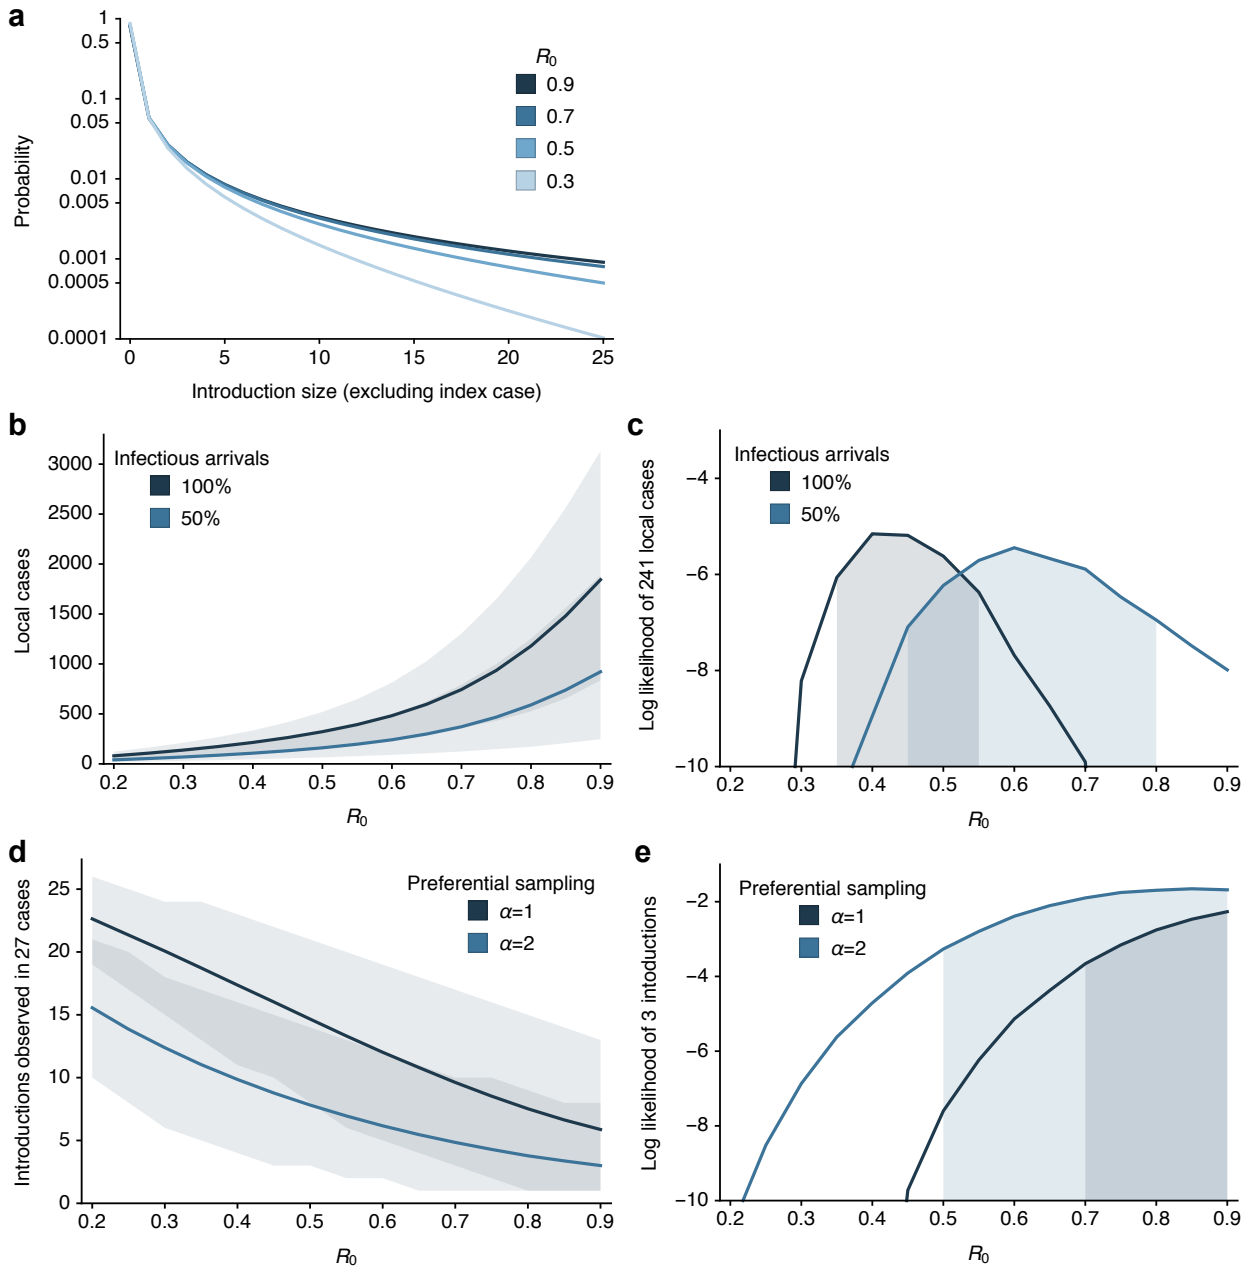 a
1
0.5
0.1
0.05
0.01
0.005
0.001
0.0005
0.0001
Probability
R0
0.9
0.7
0.5
0.3
0 5 10 15 20 25
Introduction size (excluding index case)
b
Infectious arrivals
100%
50%
3000
2500
2000
1500
1000
500
0
Local cases
0.2 0.3 0.4 0.5 0.6 0.7 0.8 0.9
R0
c
Infectious arrivals
100%
50%
−4
−6
−8
−10
Log likelihood of 241 local cases
0.2 0.3 0.4 0.5 0.6 0.7 0.8 0.9
R0
d
Preferential sampling
α=1
α=2
25
20
15
10
5
0
Introductions observed in 27 cases
0.2 0.3 0.4 0.5 0.6 0.7 0.8 0.9
R0
e
Preferential sampling
α=1
α=2
−2
−4
−6
−8
−10
Log likelihood of 3 intoductions
0.2 0.3 0.4 0.5 0.6 0.7 0.8 0.9
R0